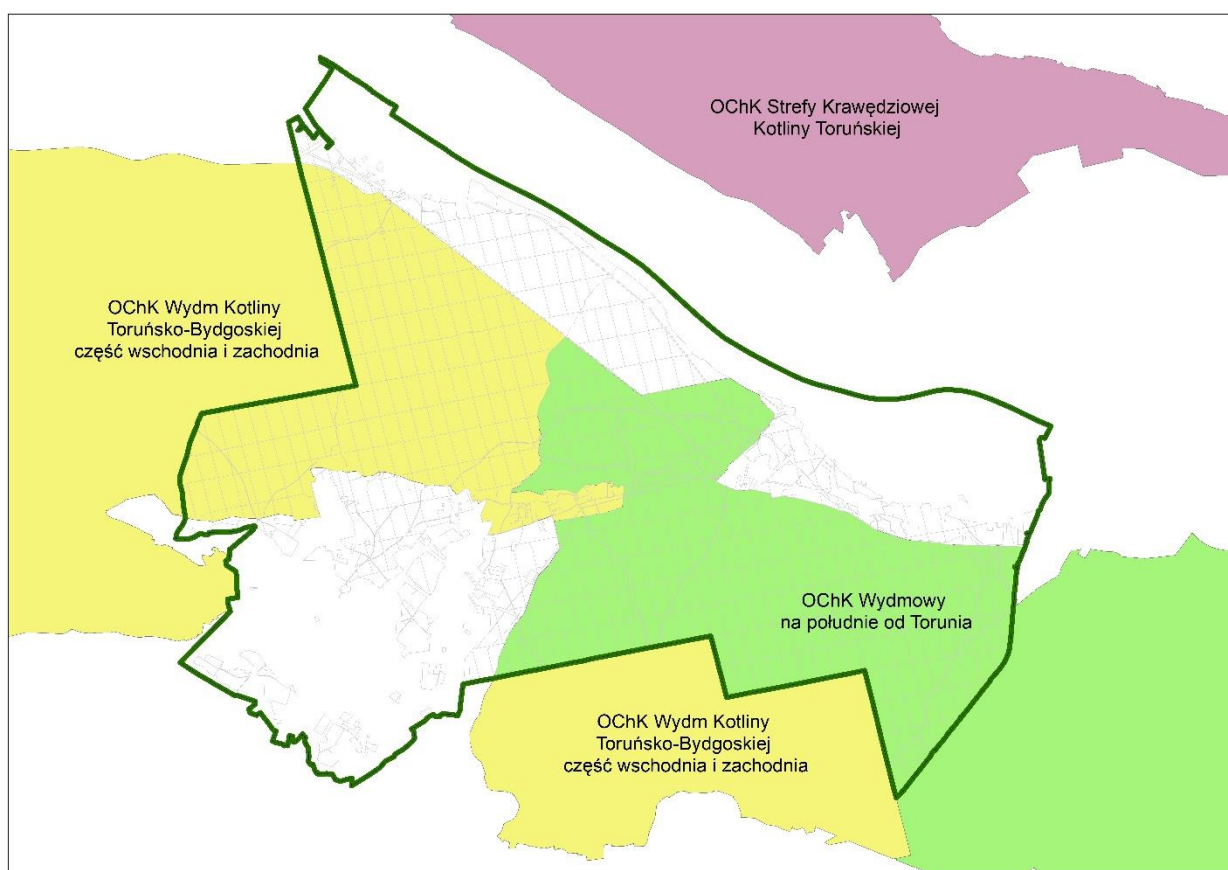 OChK Strefy Krawędziowej
Kotliny Toruńskiej
OChK Wydm Kotliny
Toruńsko-Bydgoskiej
część wschodnia i zachodnia
OChK Wydmowy
na południe od Torunia
OChK Wydm Kotliny
Toruńsko-Bydgoskiej
część wschodnia i zachodnia